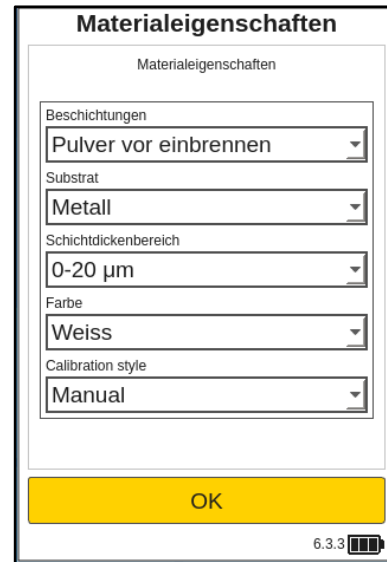 Materialeigenschaften
Materialeigenschaften
Beschichtungen
Pulver vor einbrennen
Substrat
Metall
Schichtdickenbereich
0-20 µm
Farbe
Weiss
Calibration style
Manual
OK
6.3.3